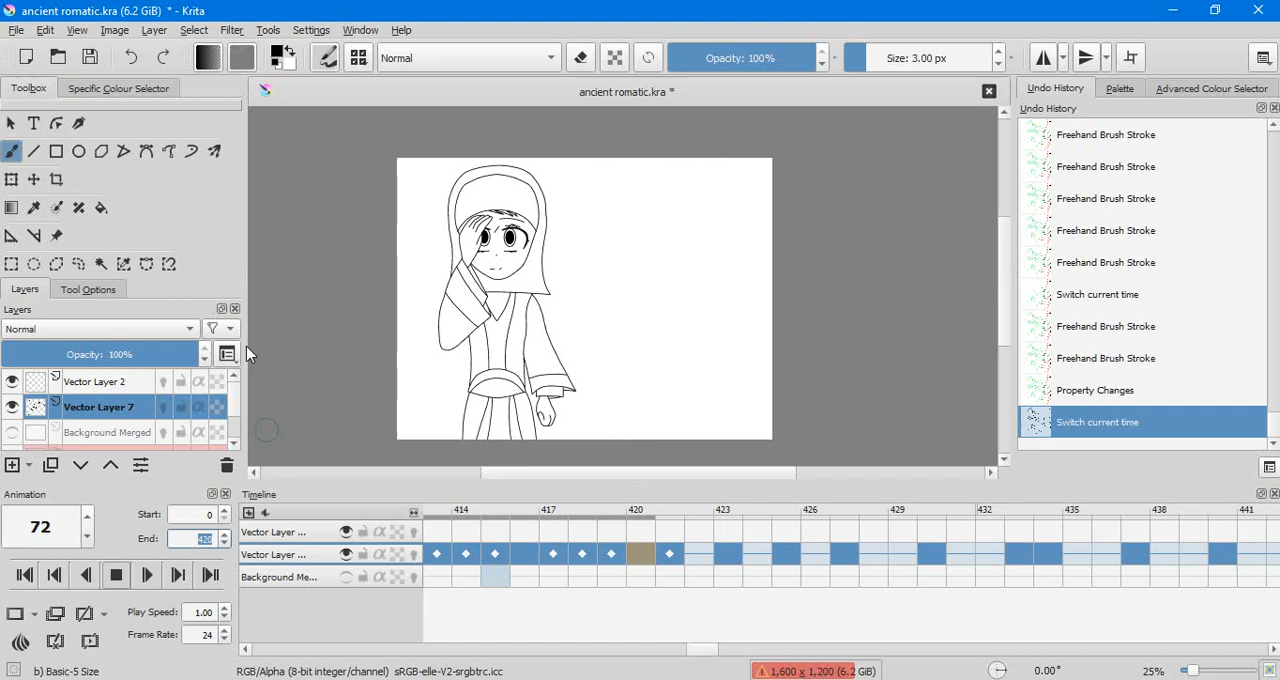 ancient romatic.kra (6.2 GiB) * - Krita
File Edit View Image Layer Select Filter Tools Settings Window Help
Normal Opacity: 100% Size: 3.00 px
Toolbox Specific Colour Selector
ancient romatic.kra *
Undo History Palette Advanced Colour Selector
Undo History
Freehand Brush Stroke
Freehand Brush Stroke
Freehand Brush Stroke
Freehand Brush Stroke
Freehand Brush Stroke
Switch current time
Freehand Brush Stroke
Freehand Brush Stroke
Property Changes
Switch current time
Layers Tool Options
Layers
Normal
Opacity: 100%
Vector Layer 2
Vector Layer 7
Background Merged
Animation
72
Start: 0
End: 420
Play Speed: 1.00
Frame Rate: 24
Timeline
414 417 420 423 426 429 432 435 438 441
Vector Layer ...
Vector Layer ...
Background Me...
b) Basic-5 Size
RGB/Alpha (8-bit integer/channel) sRGB-elle-V2-srgbtrc.icc
1,600 x 1,200 (6.2 GiB)
0.00°
25%